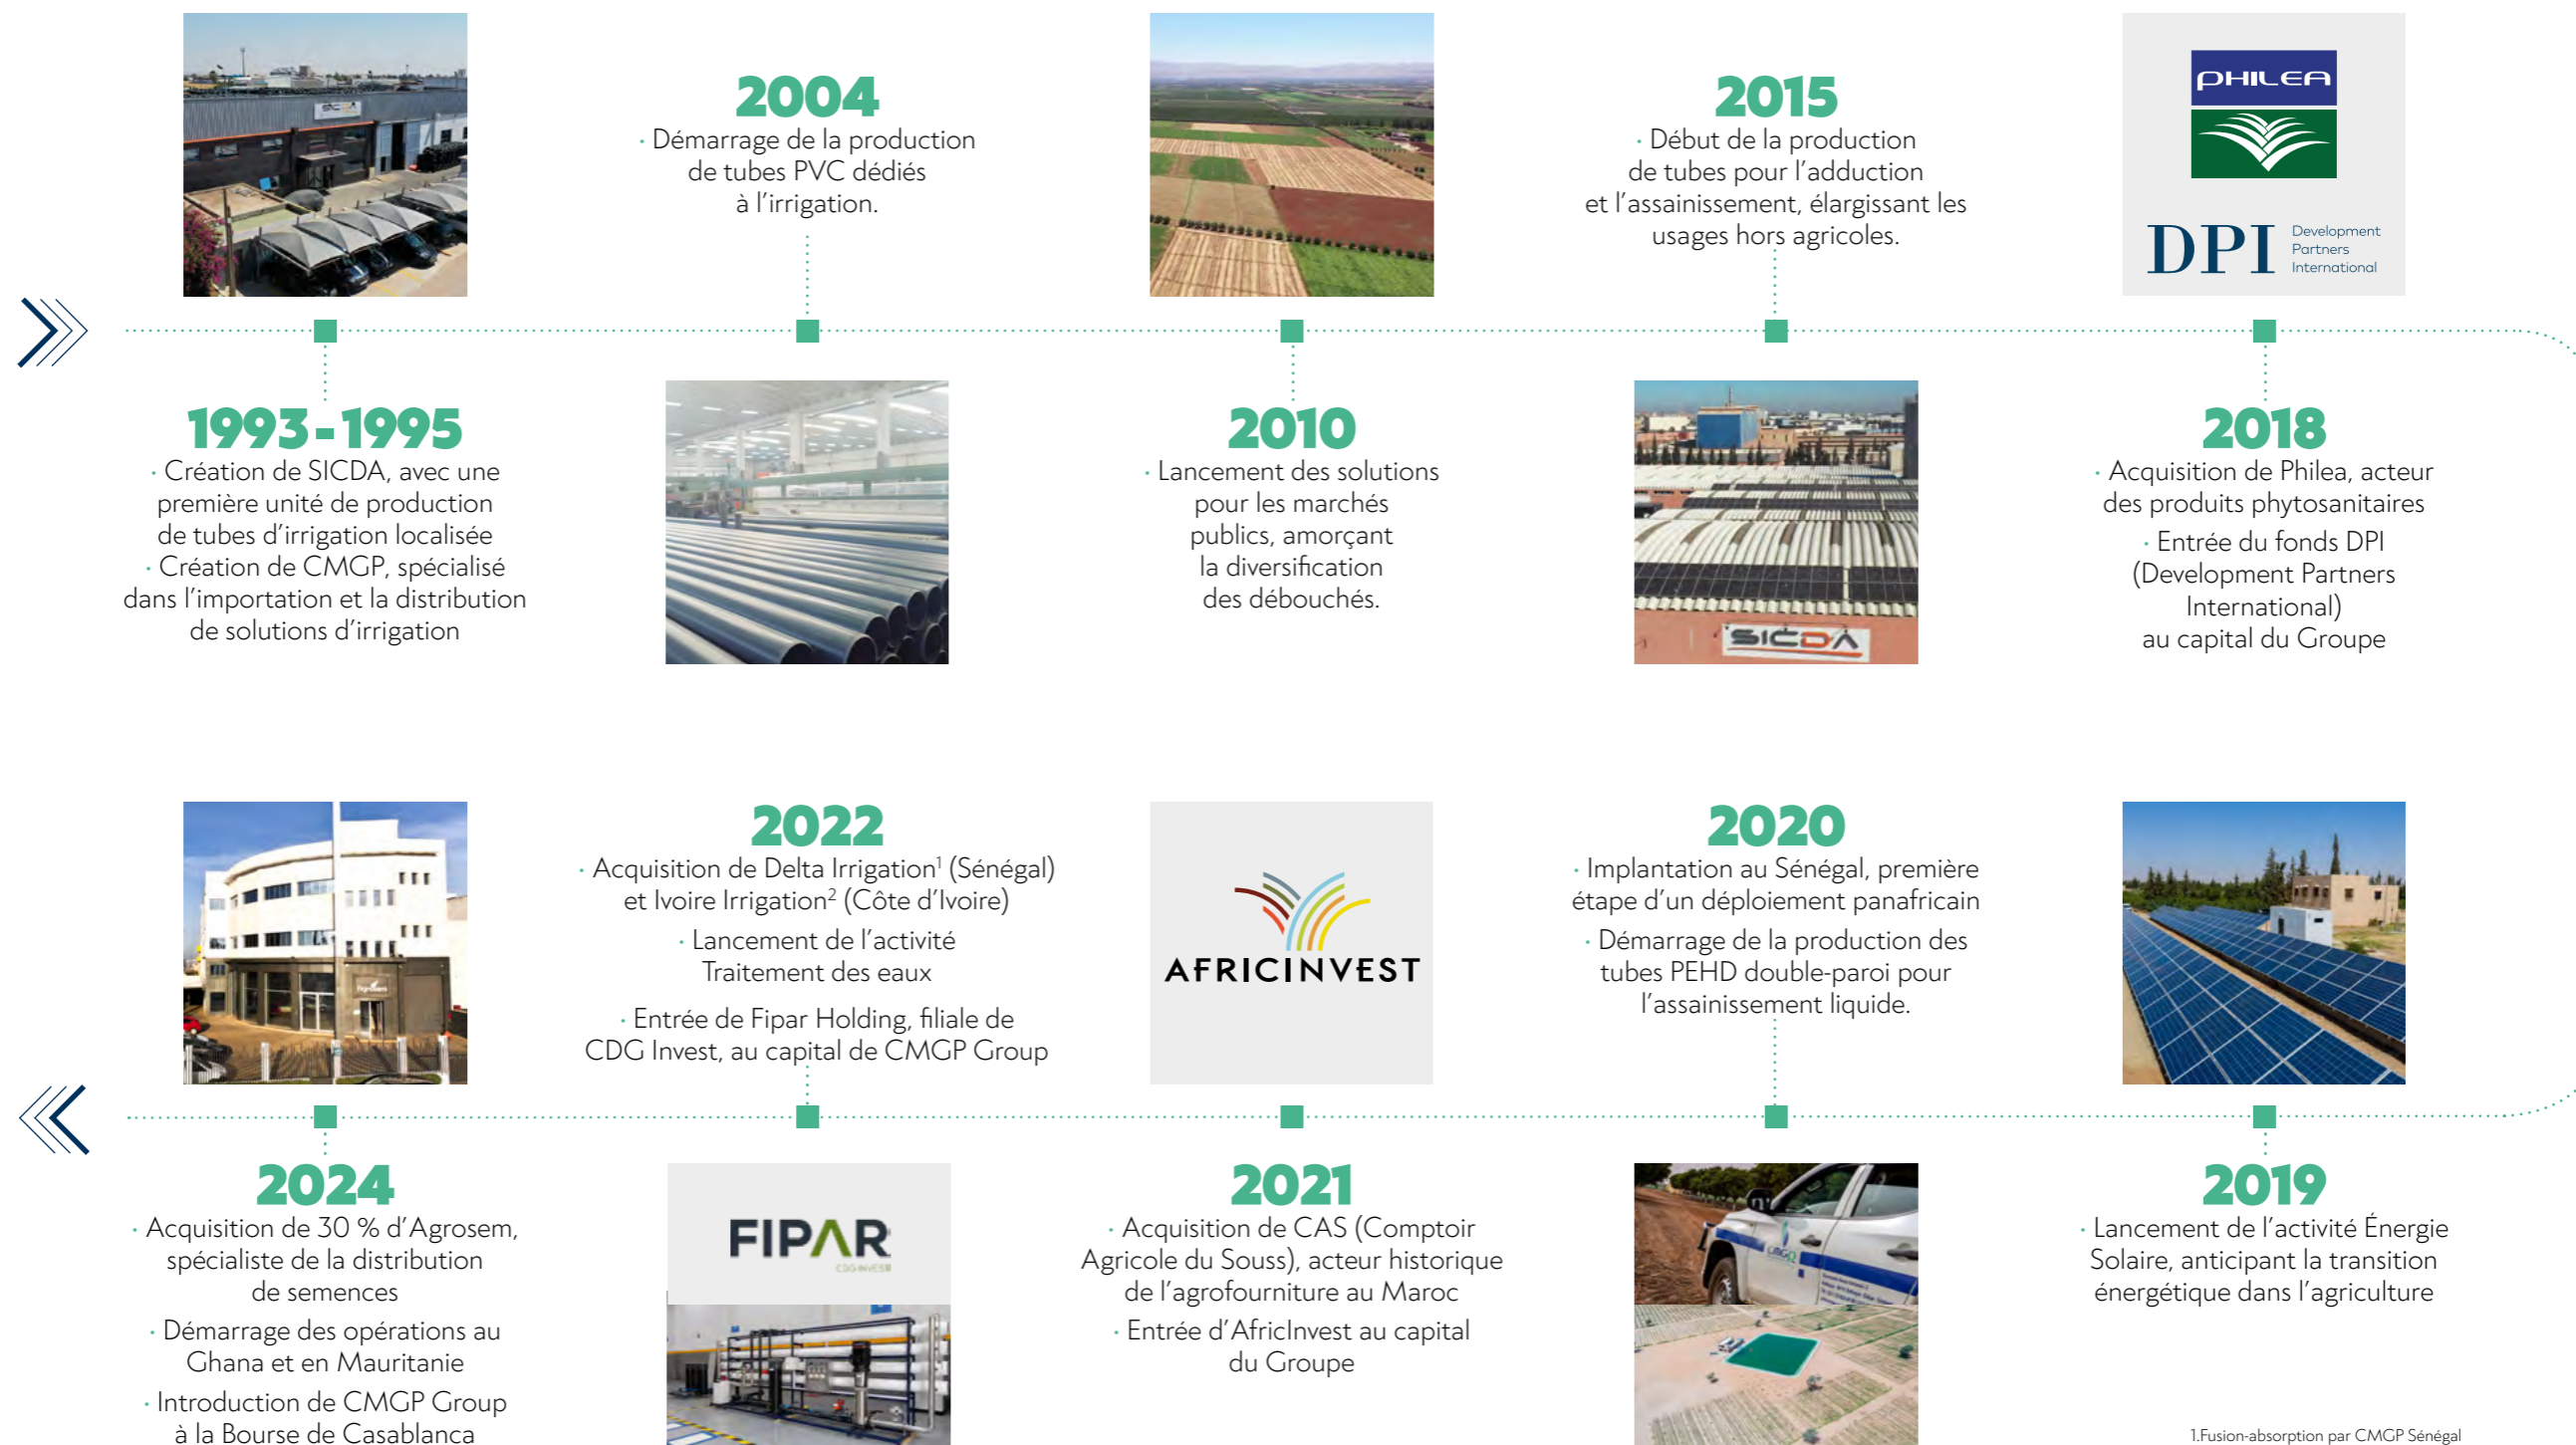 2004
· Démarrage de la production
de tubes PVC dédiés
à l’irrigation.
2015
· Début de la production
de tubes pour l’adduction
et l’assainissement, élargissant les
usages hors agricoles.
PHILEA
DPI
Development
Partners
International
1993-1995
· Création de SICDA, avec une
première unité de production
de tubes d’irrigation localisée
· Création de CMGP, spécialisé
dans l’importation et la distribution
de solutions d’irrigation
2010
· Lancement des solutions
pour les marchés
publics, amorçant
la diversification
des débouchés.
SICDA
2018
· Acquisition de Philea, acteur
des produits phytosanitaires
· Entrée du fonds DPI
(Development Partners
International)
au capital du Groupe
2022
· Acquisition de Delta Irrigation¹ (Sénégal)
et Ivoire Irrigation² (Côte d’Ivoire)
· Lancement de l’activité
Traitement des eaux
· Entrée de Fipar Holding, filiale de
CDG Invest, au capital de CMGP Group
AFRICINVEST
2020
· Implantation au Sénégal, première
étape d’un déploiement panafricain
· Démarrage de la production des
tubes PEHD double-paroi pour
l’assainissement liquide.
2024
· Acquisition de 30 % d’Agrosem,
spécialiste de la distribution
de semences
· Démarrage des opérations au
Ghana et en Mauritanie
· Introduction de CMGP Group
à la Bourse de Casablanca
FIPAR
CDG INVEST
2021
· Acquisition de CAS (Comptoir
Agricole du Souss), acteur historique
de l’agrofourniture au Maroc
· Entrée d’AfricInvest au capital
du Groupe
CMGP
2019
· Lancement de l’activité Énergie
Solaire, anticipant la transition
énergétique dans l’agriculture
1.Fusion-absorption par CMGP Sénégal